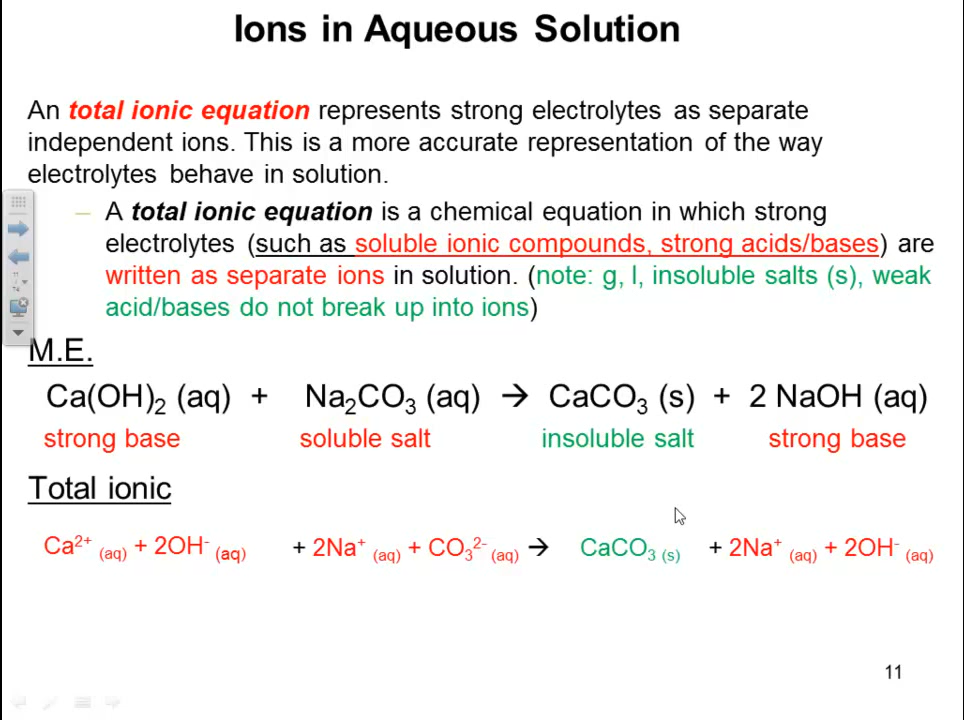 Ions in Aqueous Solution
An total ionic equation represents strong electrolytes as separate
independent ions. This is a more accurate representation of the way
electrolytes behave in solution.
– A total ionic equation is a chemical equation in which strong
electrolytes (such as soluble ionic compounds, strong acids/bases) are
written as separate ions in solution. (note: g, l, insoluble salts (s), weak
acid/bases do not break up into ions)
M.E.
Ca(OH)₂ (aq) + Na₂CO₃ (aq) → CaCO₃ (s) + 2 NaOH (aq)
strong base soluble salt insoluble salt strong base
Total ionic
Ca²⁺ (aq) + 2OH⁻ (aq) + 2Na⁺ (aq) + CO₃²⁻ (aq) → CaCO₃ (s) + 2Na⁺ (aq) + 2OH⁻ (aq)
11